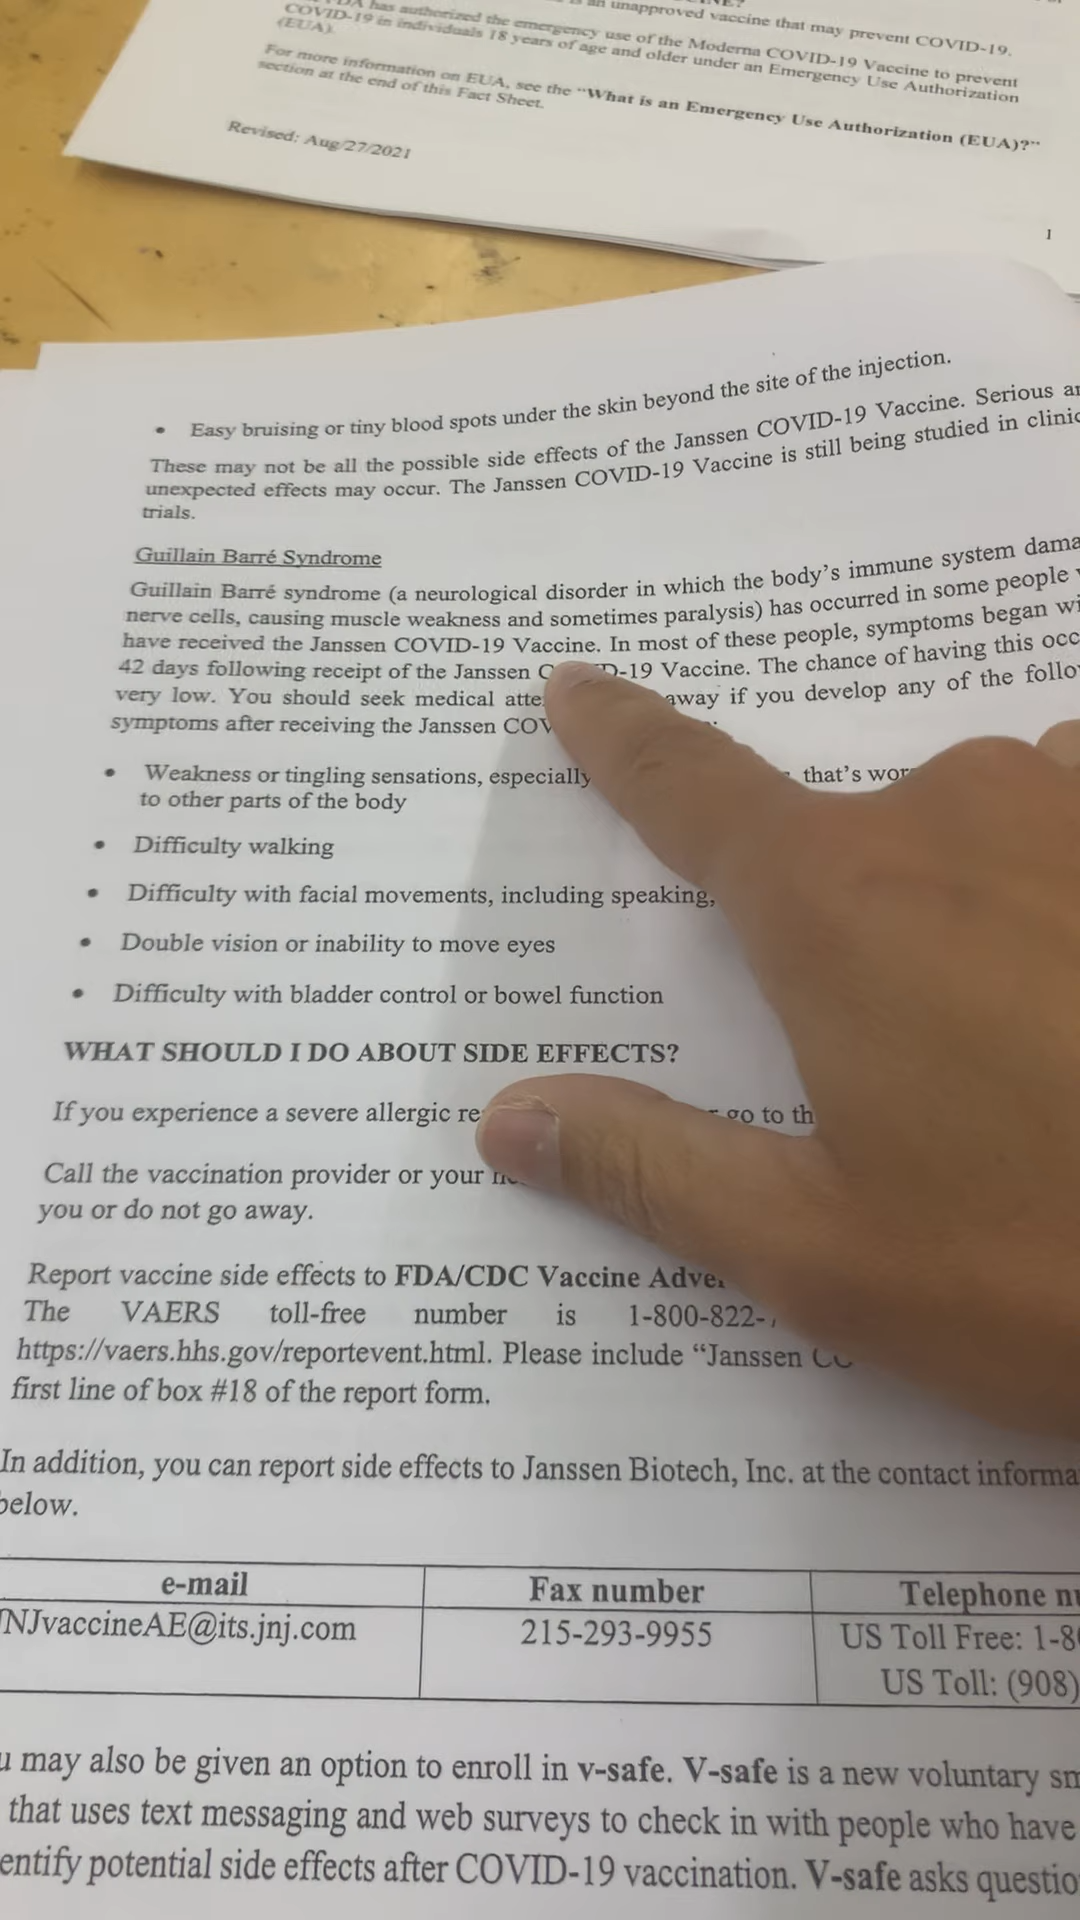 an unapproved vaccine that may prevent COVID-19.
has authorized the emergency use of the Moderna COVID-19 Vaccine to prevent
COVID-19 in individuals 18 years of age and older under an Emergency Use Authorization
(EUA).
For more information on EUA, see the "What is an Emergency Use Authorization (EUA)?"
section at the end of this Fact Sheet.
Revised: Aug/27/2021
1
• Easy bruising or tiny blood spots under the skin beyond the site of the injection.
These may not be all the possible side effects of the Janssen COVID-19 Vaccine. Serious
unexpected effects may occur. The Janssen COVID-19 Vaccine is still being studied in
trials.
Guillain Barré Syndrome
Guillain Barré syndrome (a neurological disorder in which the body's immune system
nerve cells, causing muscle weakness and sometimes paralysis) has occurred in some people
have received the Janssen COVID-19 Vaccine. In most of these people, symptoms began
42 days following receipt of the Janssen D-19 Vaccine. The chance of having this
very low. You should seek medical away if you develop any of the
symptoms after receiving the Janssen COV
• Weakness or tingling sensations, especially that's
to other parts of the body
• Difficulty walking
• Difficulty with facial movements, including speaking,
• Double vision or inability to move eyes
• Difficulty with bladder control or bowel function
WHAT SHOULD I DO ABOUT SIDE EFFECTS?
If you experience a severe allergic go to
Call the vaccination provider or your
you or do not go away.
Report vaccine side effects to FDA/CDC Vaccine
The VAERS toll-free number is 1-800-822-
https://vaers.hhs.gov/reportevent.html. Please include "Janssen
first line of box #18 of the report form.
In addition, you can report side effects to Janssen Biotech, Inc. at the contact
below.
e-mail Fax number Telephone
NJvaccineAE@its.jnj.com 215-293-9955 US Toll Free: 1-8
US Toll: (908)
may also be given an option to enroll in v-safe. V-safe is a new voluntary
that uses text messaging and web surveys to check in with people who have
entify potential side effects after COVID-19 vaccination. V-safe asks